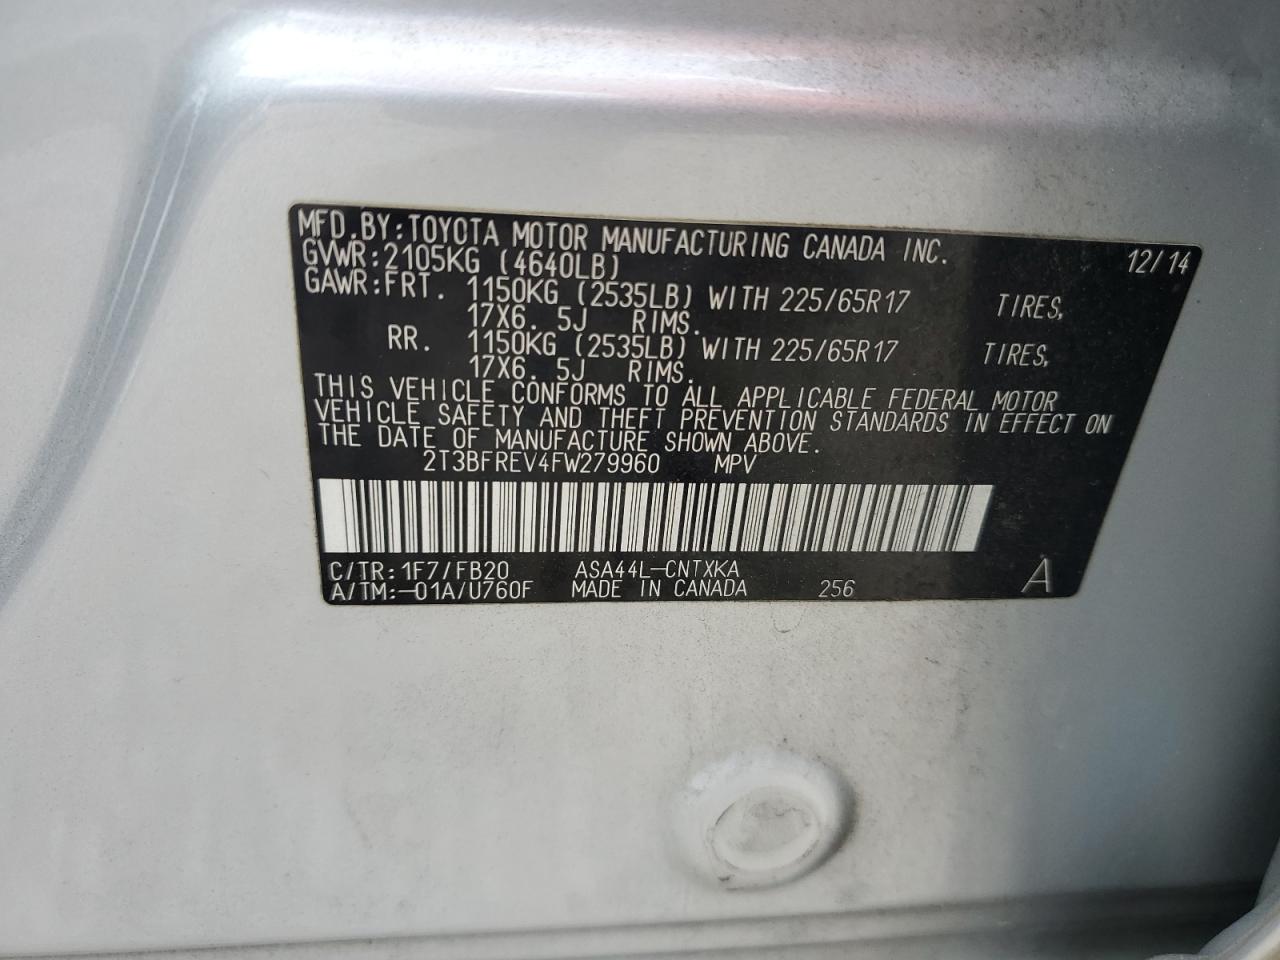 MFD.BY:TOYOTA MOTOR MANUFACTURING CANADA INC. 12/14
GVWR:2105KG (4640LB)
GAWR:FRT. 1150KG (2535LB) WITH 225/65R17 TIRES,
17X6. 5J RIMS.
RR. 1150KG (2535LB) WITH 225/65R17 TIRES,
17X6. 5J RIMS.
THIS VEHICLE CONFORMS TO ALL APPLICABLE FEDERAL MOTOR
VEHICLE SAFETY AND THEFT PREVENTION STANDARDS IN EFFECT ON
THE DATE OF MANUFACTURE SHOWN ABOVE.
2T3BFREV4FW279960 MPV
C/TR:1F7/FB20 ASA44L-CNTXKA
A/TM:-01A/U760F MADE IN CANADA 256 A